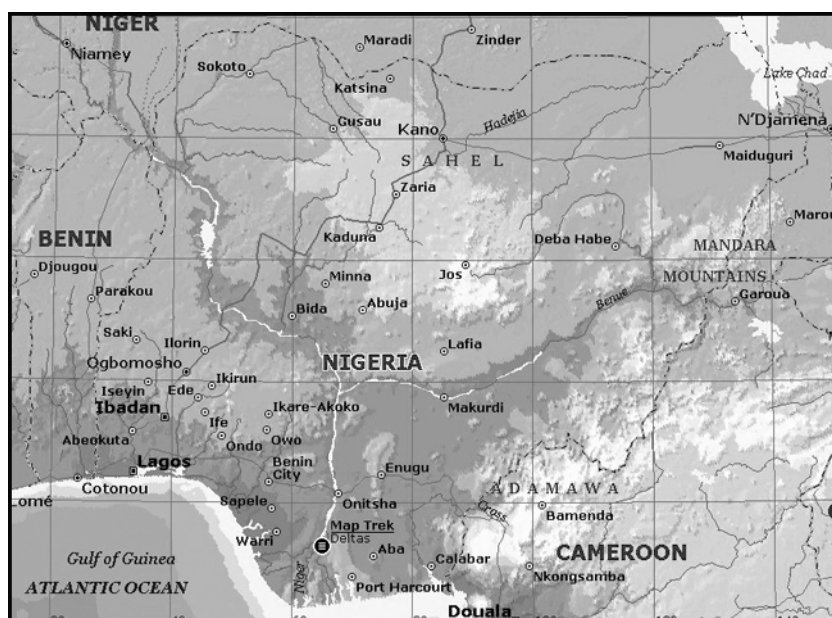 NIGER
Niamey
Maradi
Zinder
Sokoto
Katsina
Lake Chad
Gusau
Kano
Hadejia
N'Djamena
SAHEL
Maiduguri
Zaria
BENIN
Kaduna
Deba Habe
MANDARA
MOUNTAINS
Djougou
Minna
Jos
Parakou
Bida
Abuja
Benue
Garoua
Saki
Ilorin
NIGERIA
Lafia
Ogbomosho
Iseyin
Ede
Ikirun
Ibadan
Ife
Ikare-Akoko
Makurdi
Abeokuta
Ondo
Owo
Lagos
Benin
City
Enugu
Cotonou
ADAMAWA
Sapele
Onitsha
Cross
Bamenda
Warri
Map Trek
Deltas
Gulf of Guinea
Aba
Calabar
CAMEROON
ATLANTIC OCEAN
Niger
Port Harcourt
Nkongsamba
Douala